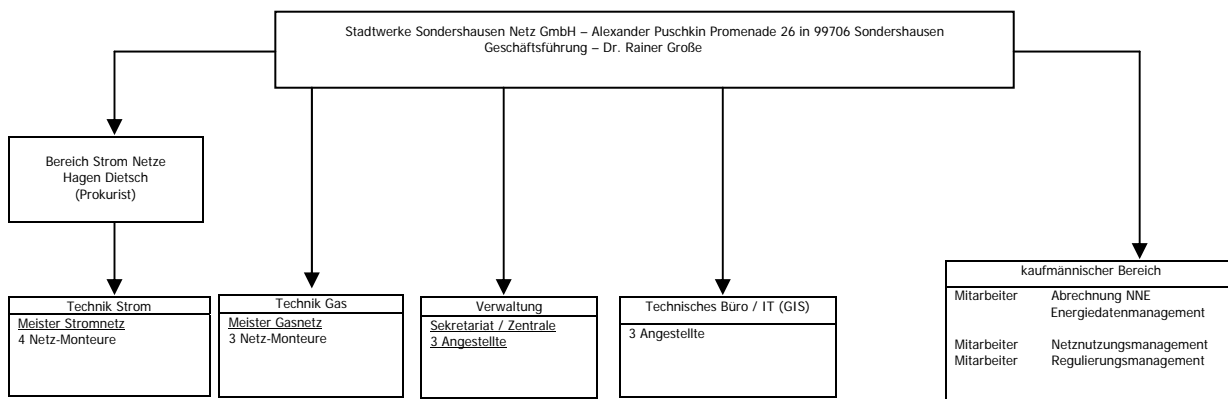 Stadtwerke Sondershausen Netz GmbH – Alexander Puschkin Promenade 26 in 99706 Sondershausen
Geschäftsführung – Dr. Rainer Große
Bereich Strom Netze
Hagen Dietsch
(Prokurist)
Technik Strom
Meister Stromnetz
4 Netz-Monteure
Technik Gas
Meister Gasnetz
3 Netz-Monteure
Verwaltung
Sekretariat / Zentrale
3 Angestellte
Technisches Büro / IT (GIS)
3 Angestellte
kaufmännischer Bereich
Mitarbeiter Abrechnung NNE
Energiedatenmanagement
Mitarbeiter Netznutzungsmanagement
Mitarbeiter Regulierungsmanagement